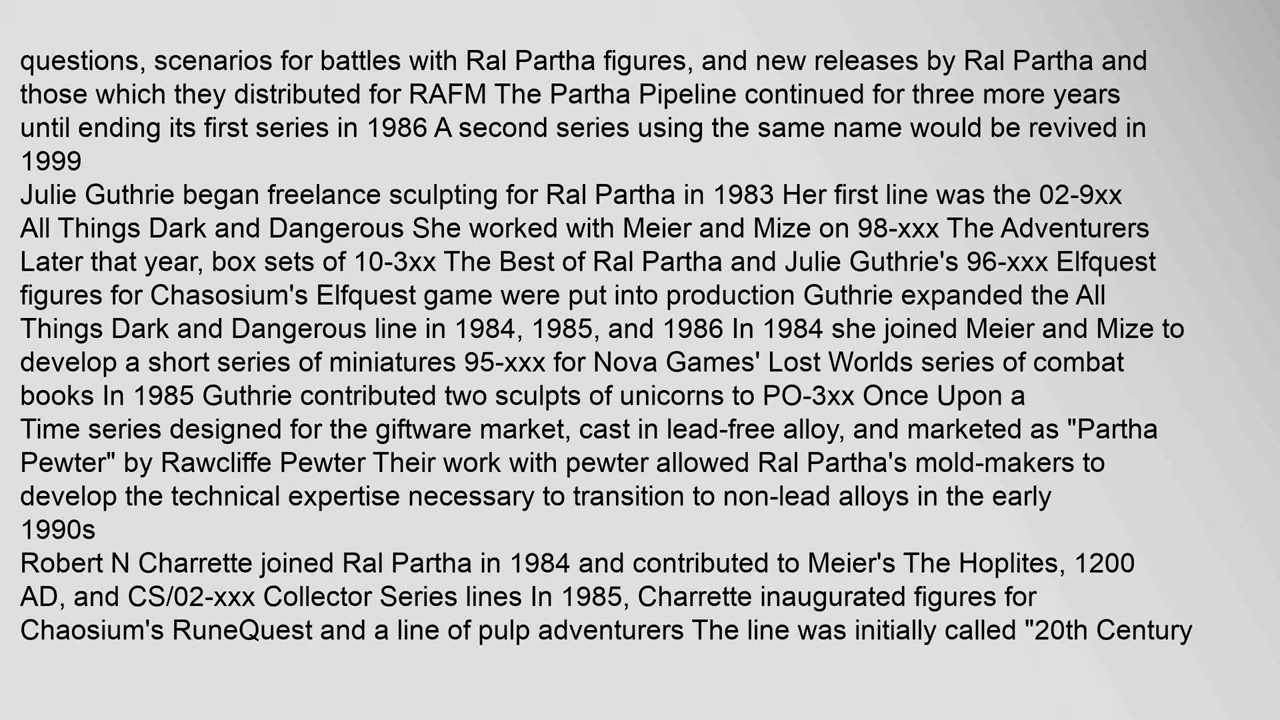 questions, scenarios for battles with Ral Partha figures, and new releases by Ral Partha and
those which they distributed for RAFM The Partha Pipeline continued for three more years
until ending its first series in 1986 A second series using the same name would be revived in
1999
Julie Guthrie began freelance sculpting for Ral Partha in 1983 Her first line was the 02-9xx
All Things Dark and Dangerous She worked with Meier and Mize on 98-xxx The Adventurers
Later that year, box sets of 10-3xx The Best of Ral Partha and Julie Guthrie's 96-xxx Elfquest
figures for Chasosium's Elfquest game were put into production Guthrie expanded the All
Things Dark and Dangerous line in 1984, 1985, and 1986 In 1984 she joined Meier and Mize to
develop a short series of miniatures 95-xxx for Nova Games' Lost Worlds series of combat
books In 1985 Guthrie contributed two sculpts of unicorns to PO-3xx Once Upon a
Time series designed for the giftware market, cast in lead-free alloy, and marketed as "Partha
Pewter" by Rawcliffe Pewter Their work with pewter allowed Ral Partha's mold-makers to
develop the technical expertise necessary to transition to non-lead alloys in the early
1990s
Robert N Charrette joined Ral Partha in 1984 and contributed to Meier's The Hoplites, 1200
AD, and CS/02-xxx Collector Series lines In 1985, Charrette inaugurated figures for
Chaosium's RuneQuest and a line of pulp adventurers The line was initially called "20th Century